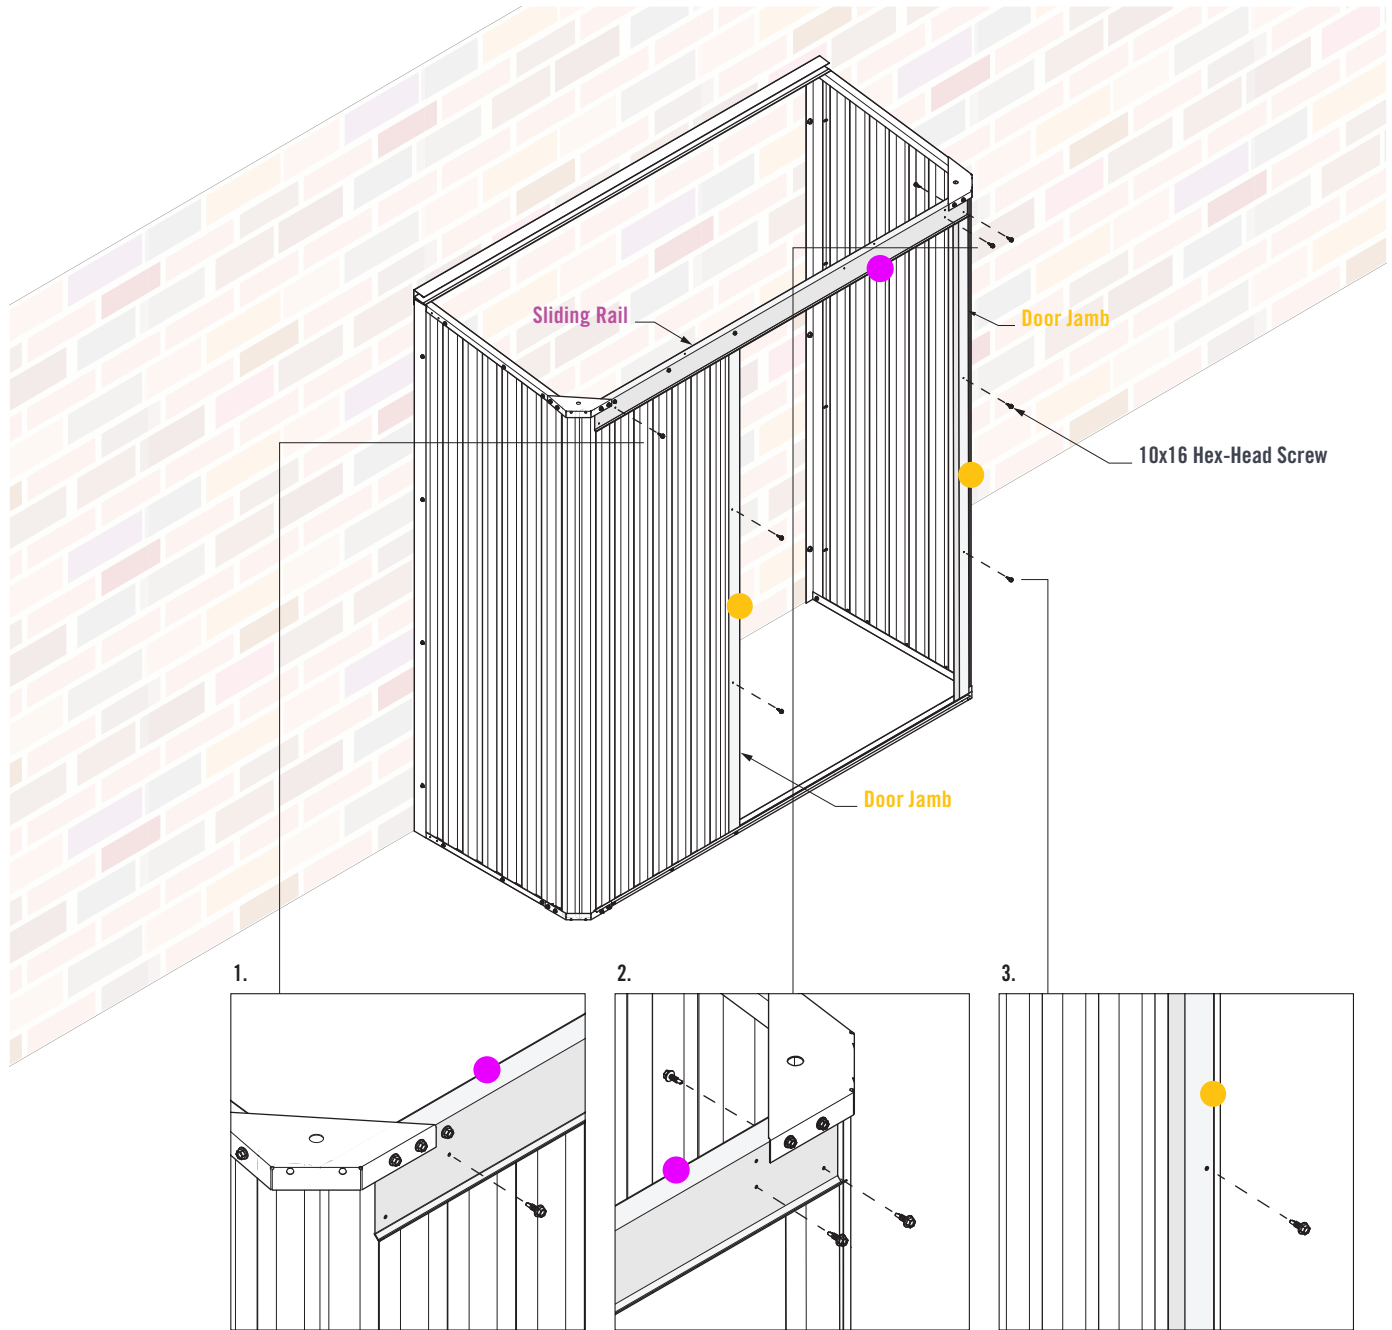 Sliding Rail
Door Jamb
10x16 Hex-Head Screw
Door Jamb
1.
2.
3.